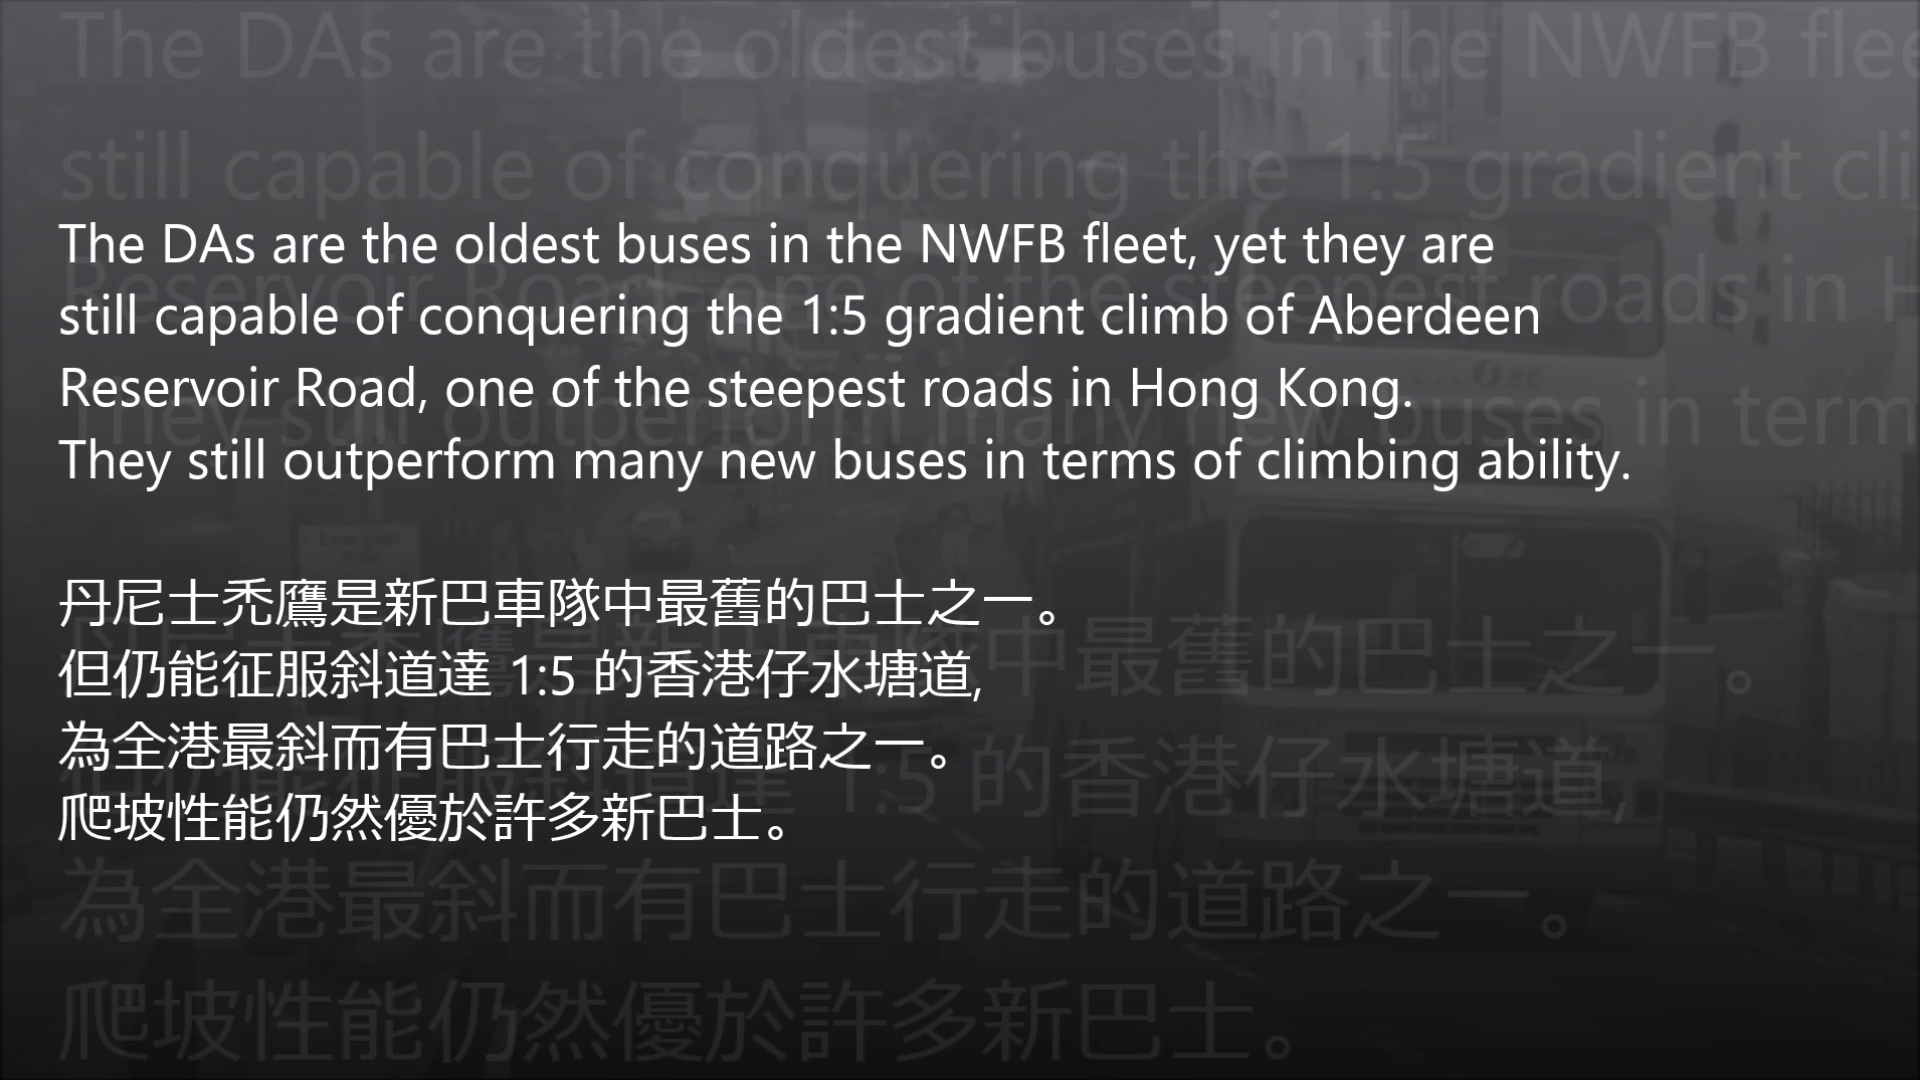 The DAs are the oldest buses in the NWFB fleet, yet they are
still capable of conquering the 1:5 gradient climb of Aberdeen
Reservoir Road, one of the steepest roads in Hong Kong.
They still outperform many new buses in terms of climbing ability.
丹尼士禿鷹是新巴車隊中最舊的巴士之一。
但仍能征服斜道達 1:5 的香港仔水塘道,
為全港最斜而有巴士行走的道路之一。
爬坡性能仍然優於許多新巴士。